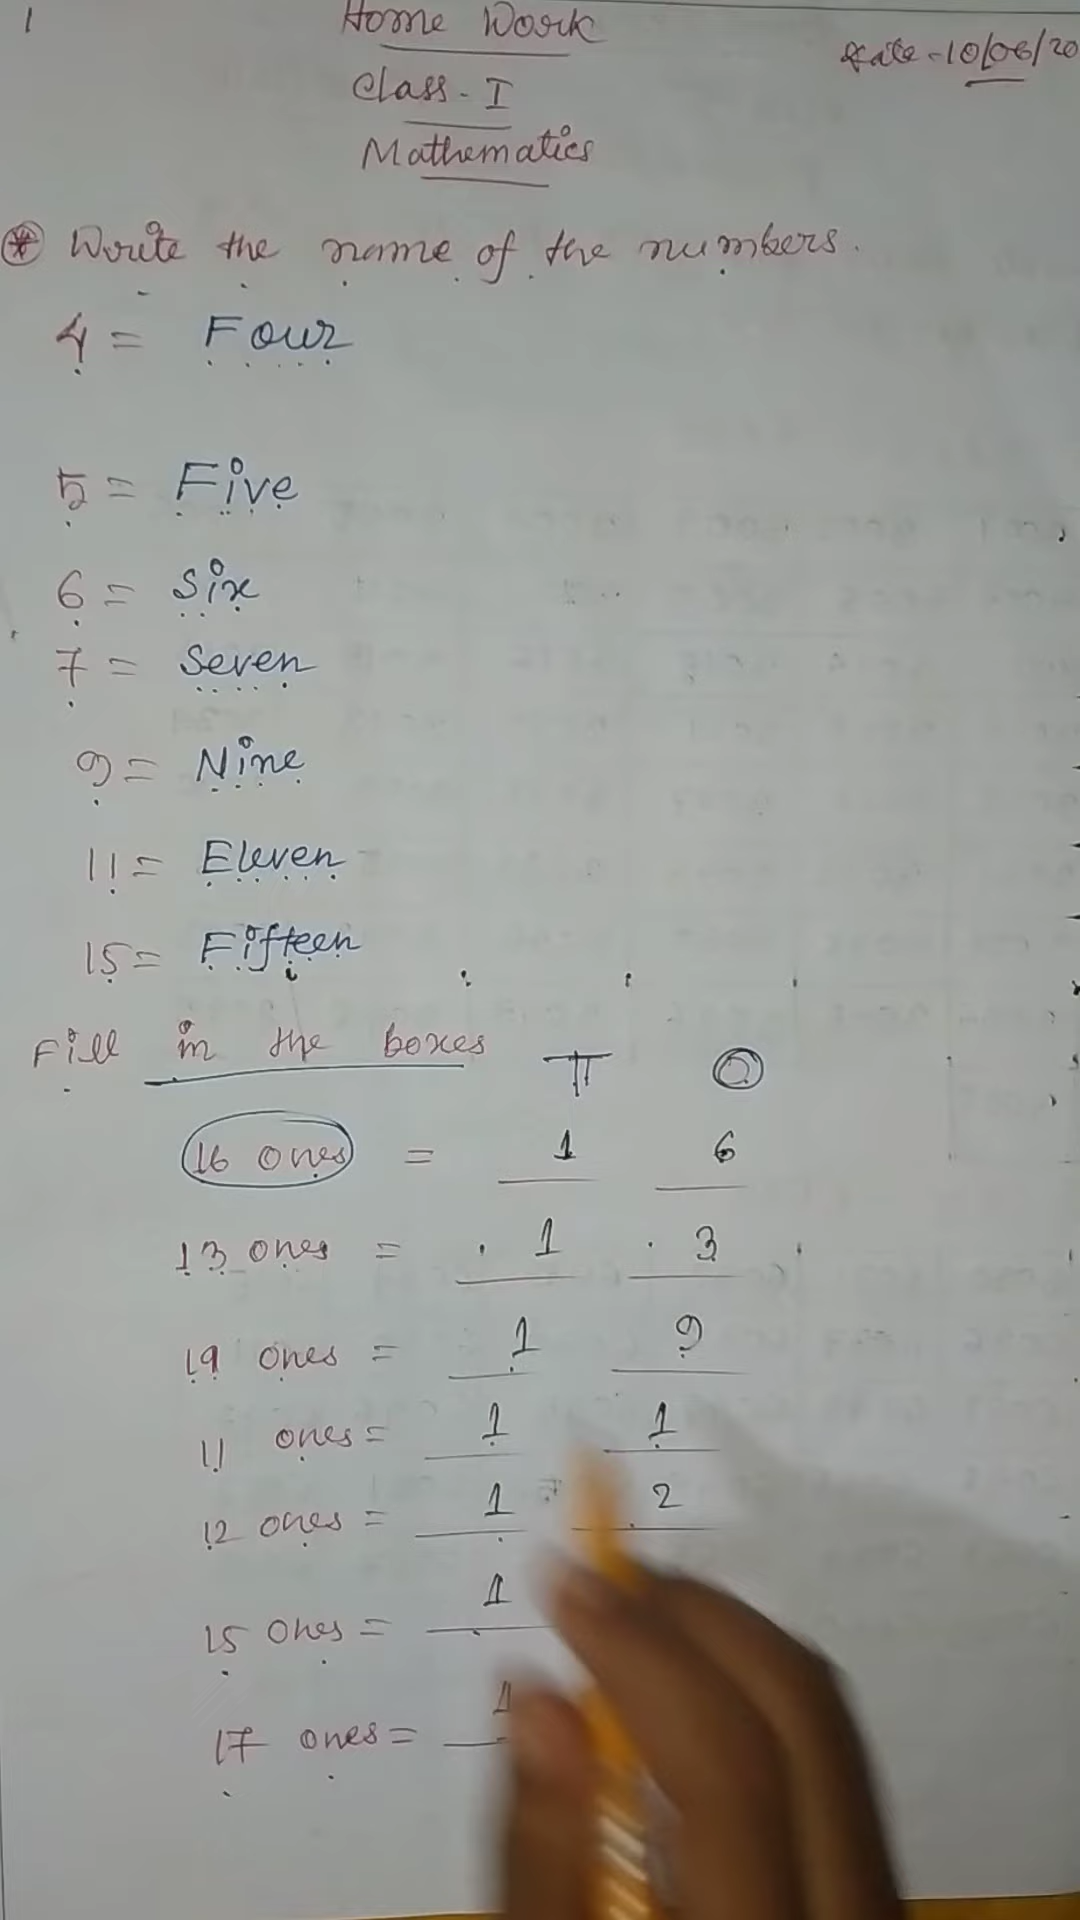 1
Home Work
Date - 10/06/20
Class - I
Mathematics
* Write the name of the numbers.
4 = Four
5 = Five
6 = Six
7 = Seven
9 = Nine
11 = Eleven
15 = Fifteen
Fill in the boxes
T O
16 ones = 1 6
13 ones = 1 3
19 ones = 1 9
11 ones = 1 1
12 ones = 1 2
15 ones = 1
17 ones = 1